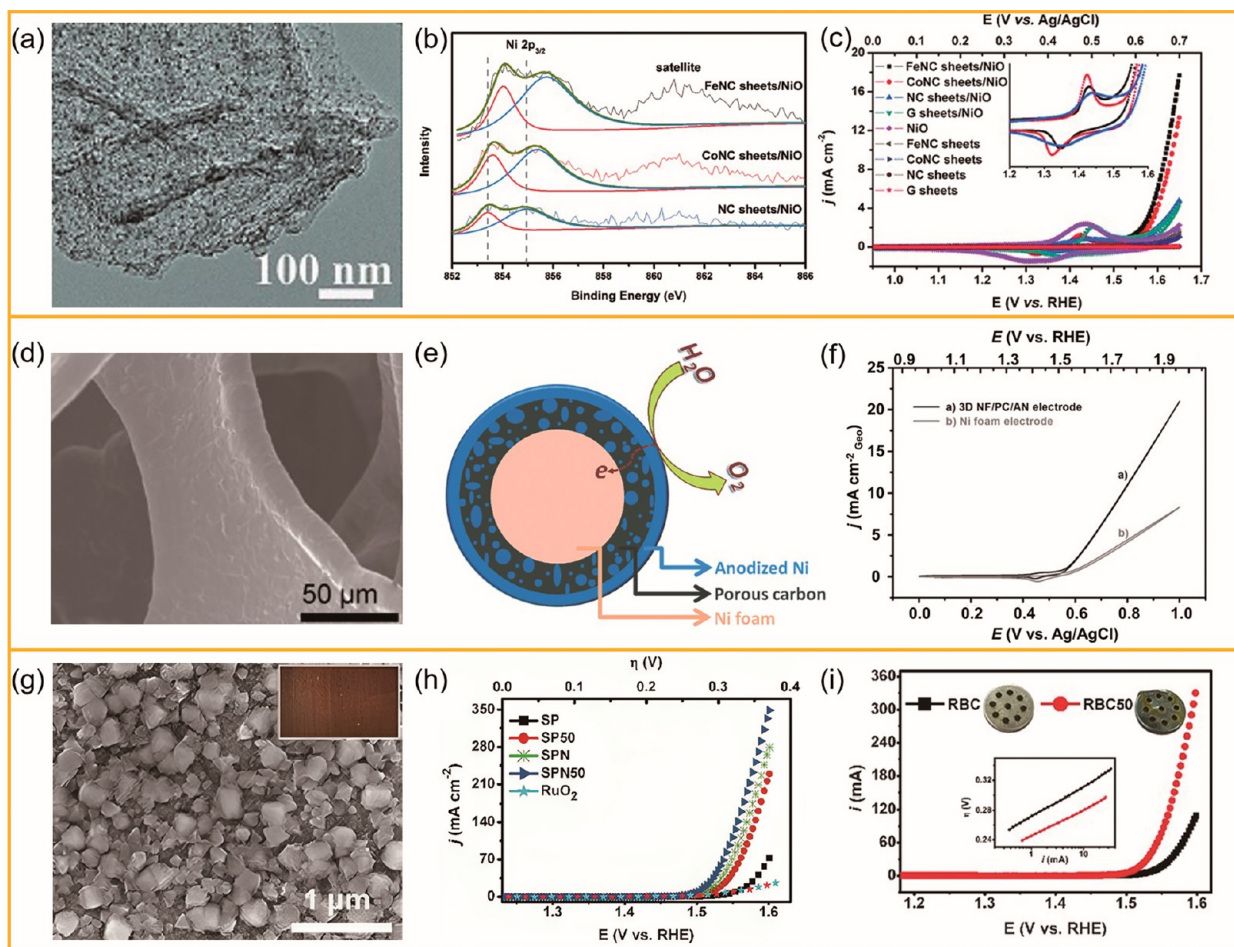 (a)
100 nm
(b)
Ni 2p3/2
satellite
FeNC sheets/NiO
CoNC sheets/NiO
NC sheets/NiO
Intensity
852 854 856 858 860 862 864 866
Binding Energy (eV)
(c)
E (V vs. Ag/AgCl)
0.0 0.1 0.2 0.3 0.4 0.5 0.6 0.7
FeNC sheets/NiO
CoNC sheets/NiO
NC sheets/NiO
G sheets/NiO
NiO
FeNC sheets
CoNC sheets
NC sheets
G sheets
1.2 1.3 1.4 1.5 1.6
j (mA cm-2)
20
16
12
8
4
0
1.0 1.1 1.2 1.3 1.4 1.5 1.6 1.7
E (V vs. RHE)
(d)
50 µm
(e)
H2O
e
O2
Anodized Ni
Porous carbon
Ni foam
(f)
E (V vs. RHE)
0.9 1.1 1.3 1.4 1.5 1.7 1.9
a) 3D NF/PC/AN electrode
b) Ni foam electrode
a)
b)
j (mA cm-2 Geo)
25
20
15
10
5
0
0.0 0.2 0.4 0.6 0.8 1.0
E (V vs. Ag/AgCl)
(g)
1 µm
(h)
η (V)
0.0 0.1 0.2 0.3 0.4
SP
SP50
SPN
SPN50
RuO2
j (mA cm-2)
350
280
210
140
70
0
1.3 1.4 1.5 1.6
E (V vs. RHE)
(i)
RBC
RBC50
η (V)
0.32
0.28
0.24
1 10
i (mA)
i (mA)
360
300
240
180
120
60
0
1.2 1.3 1.4 1.5 1.6
E (V vs. RHE)